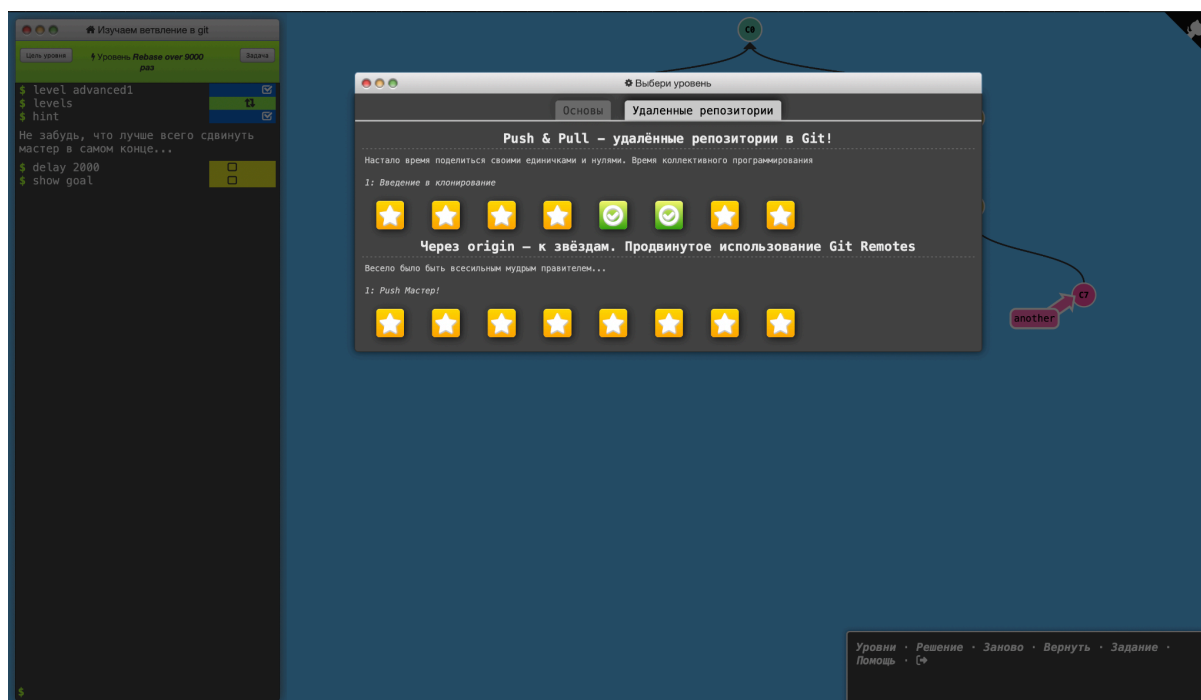 Изучаем ветвление в git
Цель уровня
Уровень Rebase over 9000
раз
Задача
$ level advanced1
$ levels
$ hint
Не забудь, что лучше всего сдвинуть
мастер в самом конце...
$ delay 2000
$ show goal
$
C0
Выбери уровень
Основы
Удаленные репозитории
Push & Pull — удалённые репозитории в Git!
Настало время поделиться своими единичками и нулями. Время коллективного программирования
1: Введение в клонирование
Через origin — к звёздам. Продвинутое использование Git Remotes
Весело было быть всесильным мудрым правителем...
1: Push Мастер!
C7
another
Уровни · Решение · Заново · Вернуть · Задание ·
Помощь ·